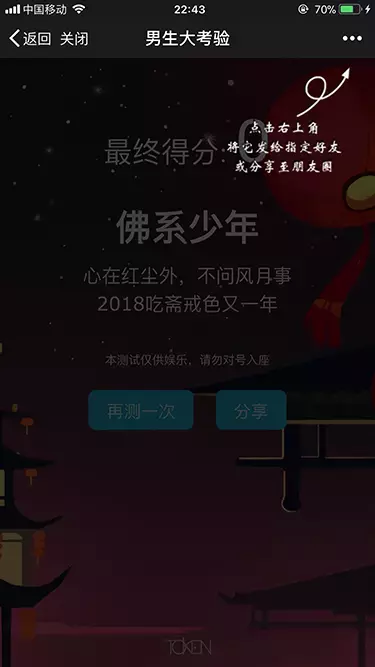 中国移动
22:43
70%
返回 关闭
男生大考验
点击右上角
将它发给指定好友
或分享至朋友圈
最终得分:0
佛系少年
心在红尘外，不问风月事
2018吃斋戒色又一年
本测试仅供娱乐，请勿对号入座
再测一次
分享
TOKEN